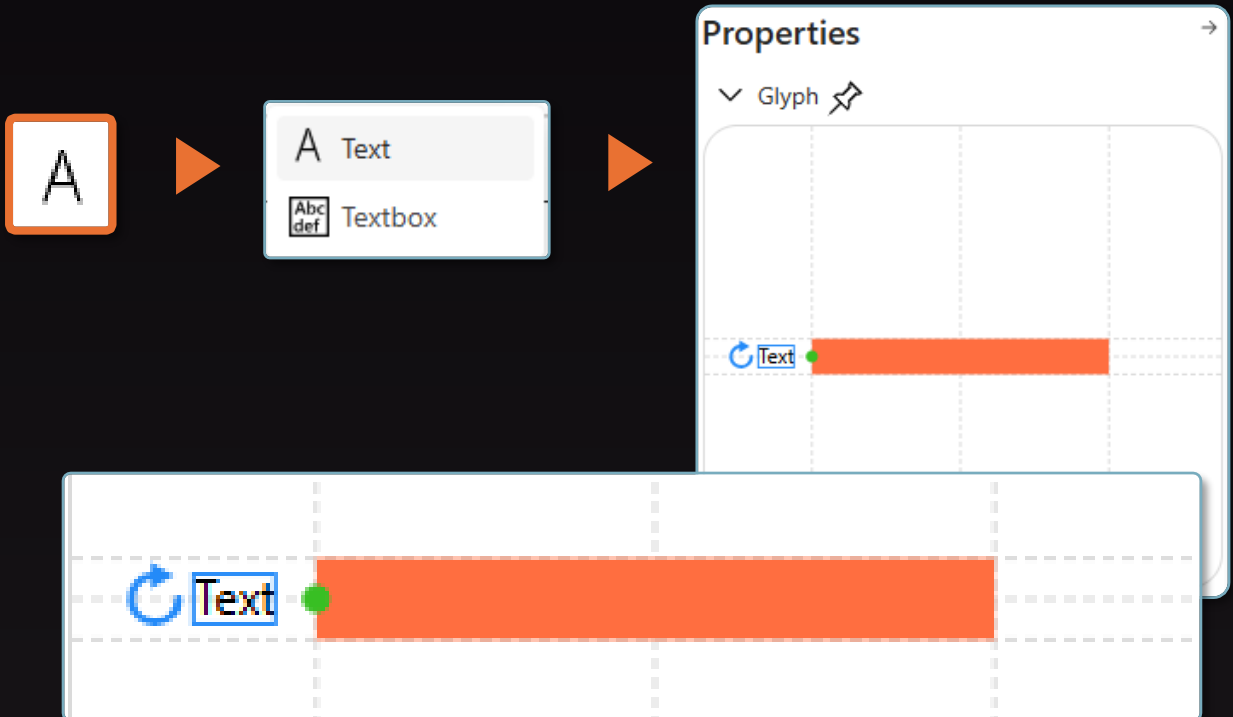 A
A Text
Abc def Textbox
Properties
Glyph
Text
Text